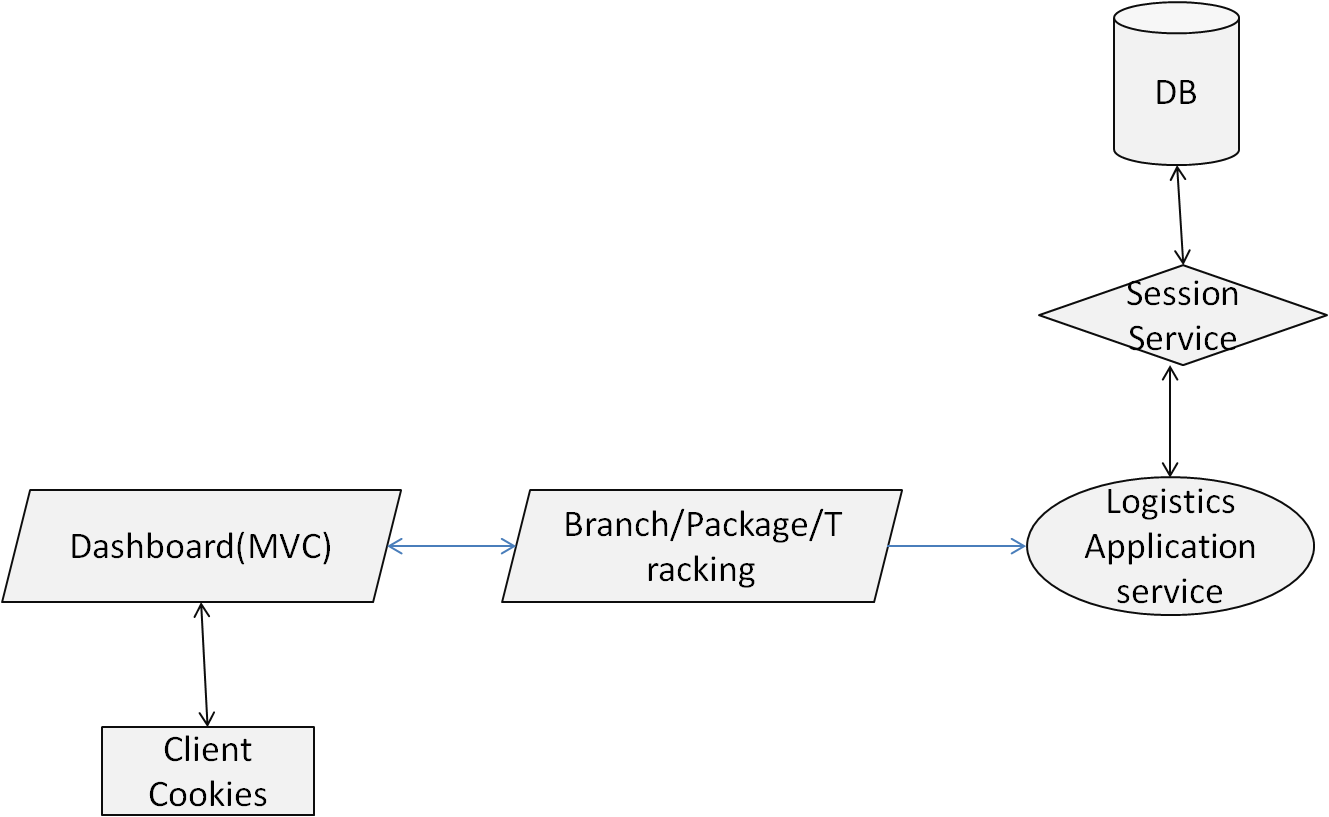 DB
Session
Service
Dashboard(MVC)
Branch/Package/T
racking
Logistics
Application
service
Client
Cookies